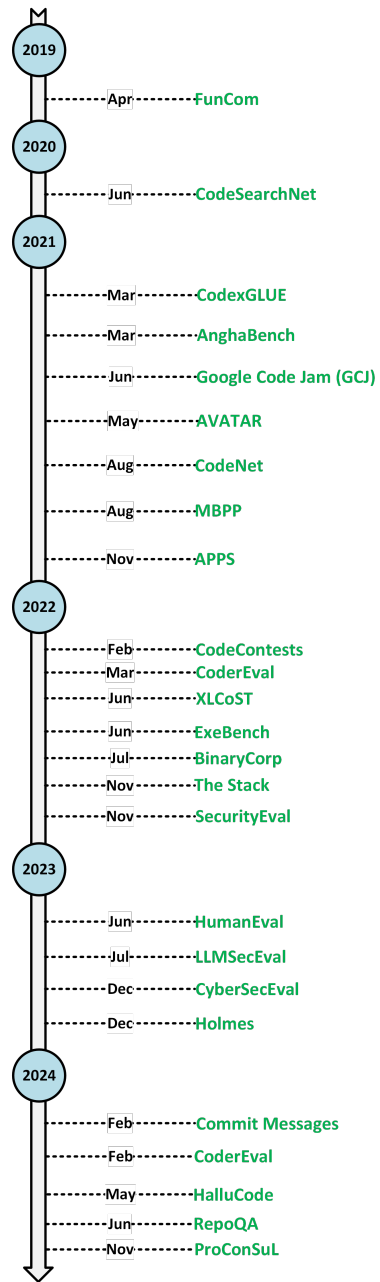 2019
Apr FunCom
2020
Jun CodeSearchNet
2021
Mar CodexGLUE
Mar AnghaBench
Jun Google Code Jam (GCJ)
May AVATAR
Aug CodeNet
Aug MBPP
Nov APPS
2022
Feb CodeContests
Mar CoderEval
Jun XLCoST
Jun ExeBench
Jul BinaryCorp
Nov The Stack
Nov SecurityEval
2023
Jun HumanEval
Jul LLMSecEval
Dec CyberSecEval
Dec Holmes
2024
Feb Commit Messages
Feb CoderEval
May HalluCode
Jun RepoQA
Nov ProConSuL